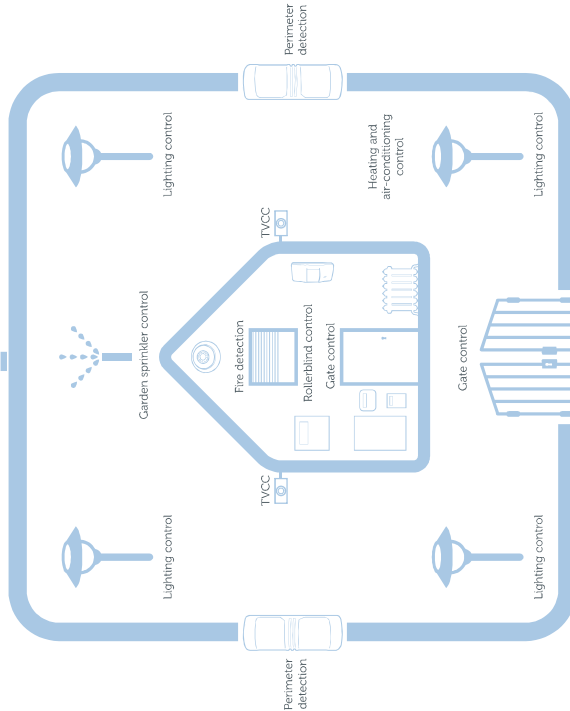 Garden sprinkler control
Lighting control
Lighting control
Fire detection
TVCC
TVCC
Perimeter
detection
Perimeter
detection
Rollerblind control
Gate control
Heating and
air-conditioning
control
Gate control
Lighting control
Lighting control